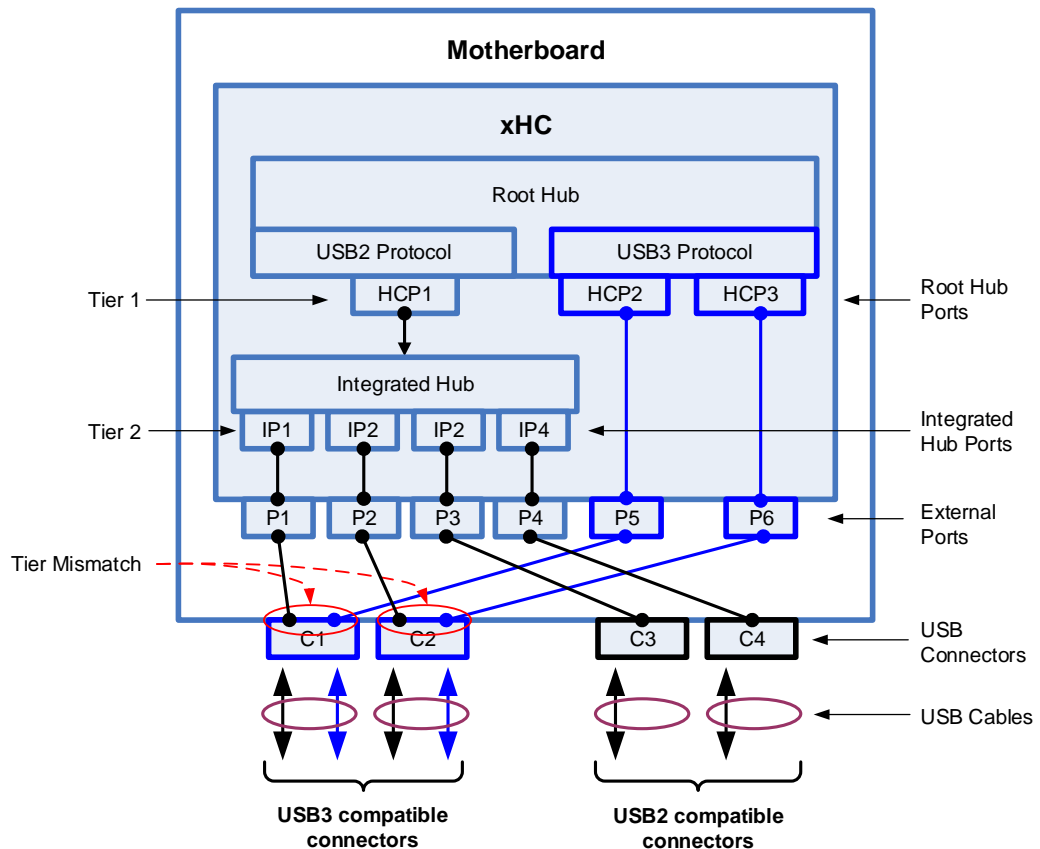 Motherboard
xHC
Root Hub
USB2 Protocol
USB3 Protocol
Tier 1
HCP1
HCP2
HCP3
Root Hub
Ports
Integrated Hub
Tier 2
IP1
IP2
IP2
IP4
Integrated
Hub Ports
P1
P2
P3
P4
P5
P6
External
Ports
Tier Mismatch
C1
C2
C3
C4
USB
Connectors
USB Cables
USB3 compatible
connectors
USB2 compatible
connectors